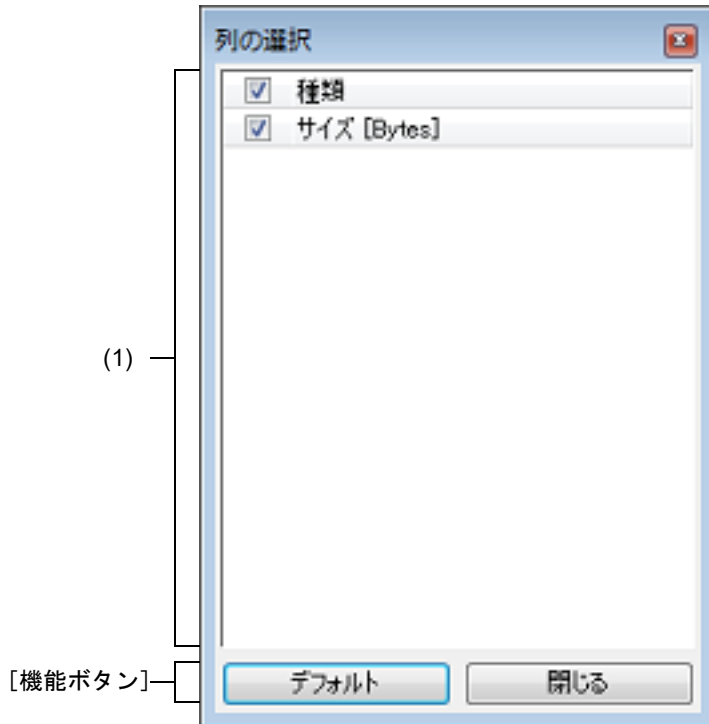 列の選択
種類
サイズ [Bytes]
(1)
[機能ボタン]
デフォルト
閉じる